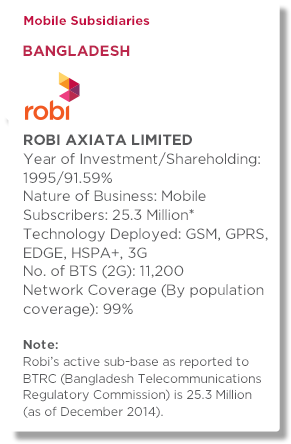 Mobile Subsidiaries
BANGLADESH
robi
ROBI AXIATA LIMITED
Year of Investment/Shareholding:
1995/91.59%
Nature of Business: Mobile
Subscribers: 25.3 Million*
Technology Deployed: GSM, GPRS,
EDGE, HSPA+, 3G
No. of BTS (2G): 11,200
Network Coverage (By population
coverage): 99%
Note:
Robi's active sub-base as reported to
BTRC (Bangladesh Telecommunications
Regulatory Commission) is 25.3 Million
(as of December 2014).